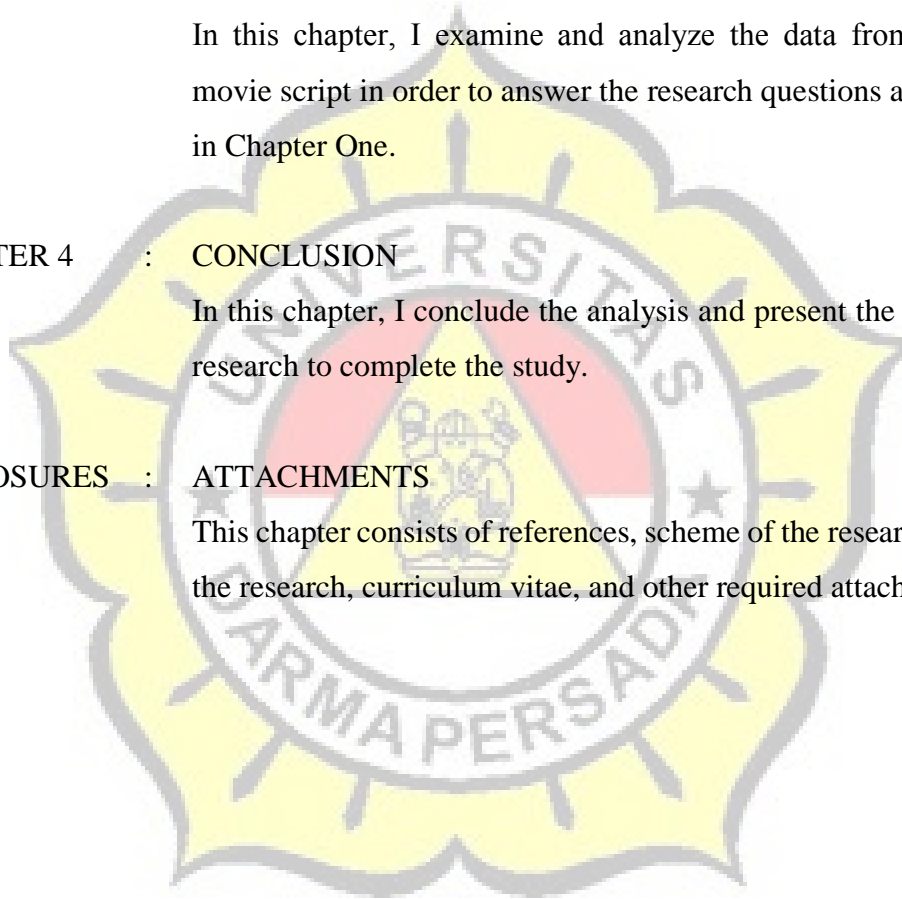 In this chapter, I examine and analyze the data from
movie script in order to answer the research questions a
in Chapter One.
TER 4 : CONCLUSION
In this chapter, I conclude the analysis and present the
research to complete the study.
OSURES : ATTACHMENTS
This chapter consists of references, scheme of the resear
the research, curriculum vitae, and other required attach
UNIVERSITAS
DARMA PERSADA